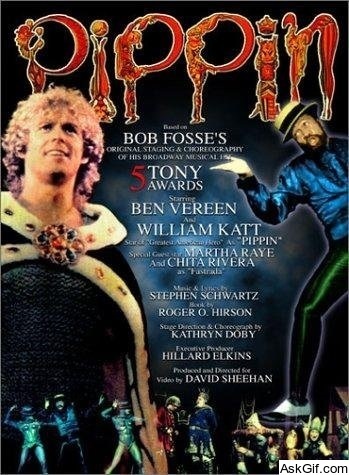 PIPPIN
Based on
BOB FOSSE'S
ORIGINAL STAGING & CHOREOGRAPHY
OF HIS BROADWAY MUSICAL HIT
5 TONY
AWARDS
Starring
BEN VEREEN
And
WILLIAM KATT
Star of "Greatest American Hero" As "PIPPIN"
Special Guest star MARTHA RAYE
And CHITA RIVERA
as "Fastrada"
Music & Lyrics by
STEPHEN SCHWARTZ
Book by
ROGER O. HIRSON
Stage Direction & Choreograph by
KATHRYN DOBY
Executive Producer
HILLARD ELKINS
Produced and Directed for
Video by DAVID SHEEHAN
AskGif.com